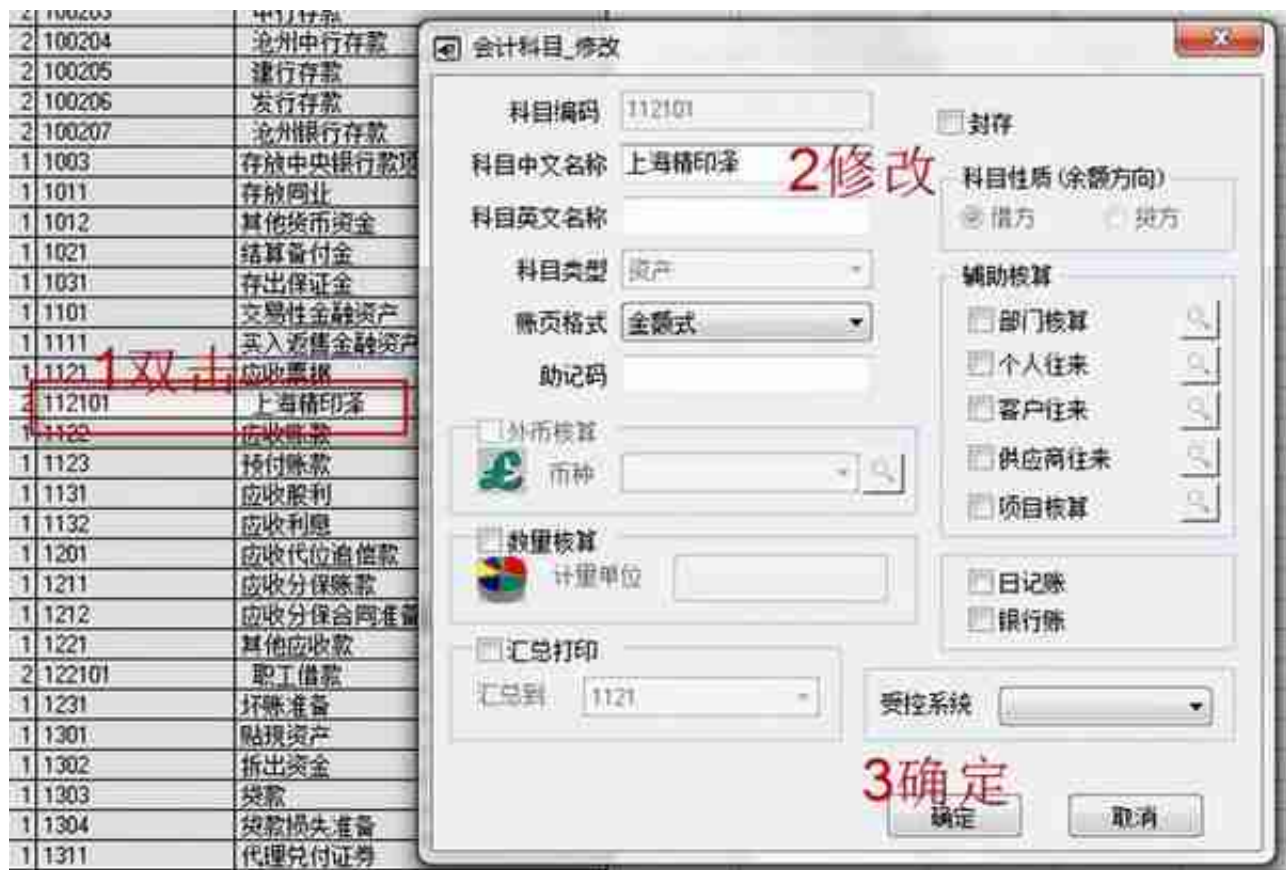 2 100203 中行存款
2 100204 沧州中行存款
2 100205 建行存款
2 100206 发行存款
2 100207 沧州银行存款
1 1003 存放中央银行款项
1 1011 存放同业
1 1012 其他货币资金
1 1021 结算备付金
1 1031 存出保证金
1 1101 交易性金融资产
1 1111 买入返售金融资产
1 1121 应收票据
1双击
2 112101 上海精印泽
1 1122 应收账款
1 1123 预付账款
1 1131 应收股利
1 1132 应收利息
1 1201 应收代位追偿款
1 1211 应收分保账款
1 1212 应收分保合同准备
1 1221 其他应收款
2 122101 职工借款
1 1231 坏账准备
1 1301 贴现资产
1 1302 拆出资金
1 1303 贷款
1 1304 贷款损失准备
1 1311 代理兑付证券
会计科目_修改
科目编码 112101
科目中文名称 上海精印泽
2修改
科目英文名称
科目类型 资产
账页格式 金额式
助记码
外币核算
币种
数量核算
计量单位
汇总打印
汇总到 1121
封存
科目性质(余额方向)
借方 贷方
辅助核算
部门核算
个人往来
客户往来
供应商往来
项目核算
日记账
银行账
受控系统
3确定
确定 取消